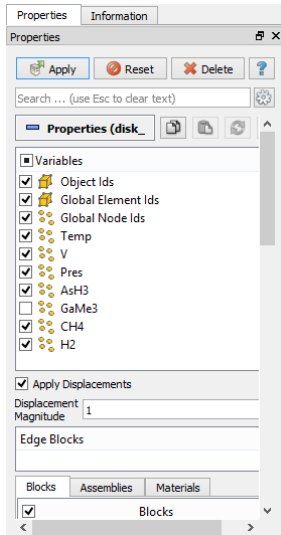 Properties Information
Properties
Apply Reset Delete ?
Search ... (use Esc to clear text)
Properties (disk_
Variables
Object Ids
Global Element Ids
Global Node Ids
Temp
V
Pres
AsH3
GaMe3
CH4
H2
Apply Displacements
Displacement
Magnitude 1
Edge Blocks
Blocks Assemblies Materials
Blocks